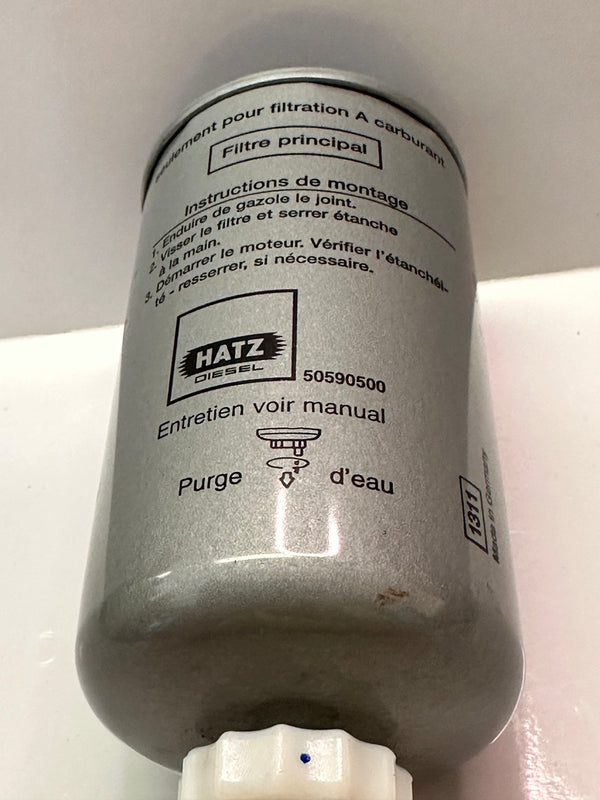 seulement pour filtration A carburant
Filtre principal
Instructions de montage
1. Enduire de gazole le joint.
2. Visser le filtre et serrer étanche
à la main.
3. Démarrer le moteur. Vérifier l'étanchéi-
té - resserrer, si nécessaire.
HATZ
DIESEL
50590500
Entretien voir manual
Purge d'eau
1311
Made in Germany